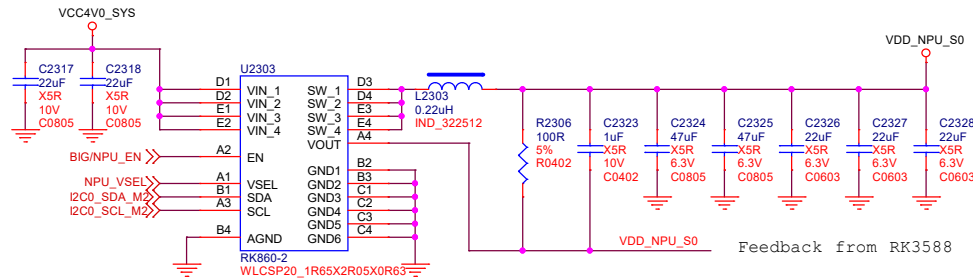 VCC4V0_SYS
VDD_NPU_S0
C2317
22uF
X5R
10V
C0805
C2318
22uF
X5R
10V
C0805
U2303
D1 VIN_1 SW_1 D3
D2 VIN_2 SW_2 D4
E1 VIN_3 SW_3 E3
E2 VIN_4 SW_4 E4
VOUT A4
BIG/NPU_EN A2 EN
GND1 B2
NPU_VSEL A1 VSEL GND2 B3
I2C0_SDA_M2 B1 SDA GND3 C1
I2C0_SCL_M2 A3 SCL GND4 C2
GND5 C3
B4 AGND GND6 C4
RK860-2
WLCSP20_1R65X2R05X0R63
L2303
0.22uH
IND_322512
R2306
100R
5%
R0402
C2323
1uF
X5R
10V
C0402
C2324
47uF
X5R
6.3V
C0805
C2325
47uF
X5R
6.3V
C0805
C2326
22uF
X5R
6.3V
C0603
C2327
22uF
X5R
6.3V
C0603
C2328
22uF
X5R
6.3V
C0603
VDD_NPU_S0
Feedback from RK3588